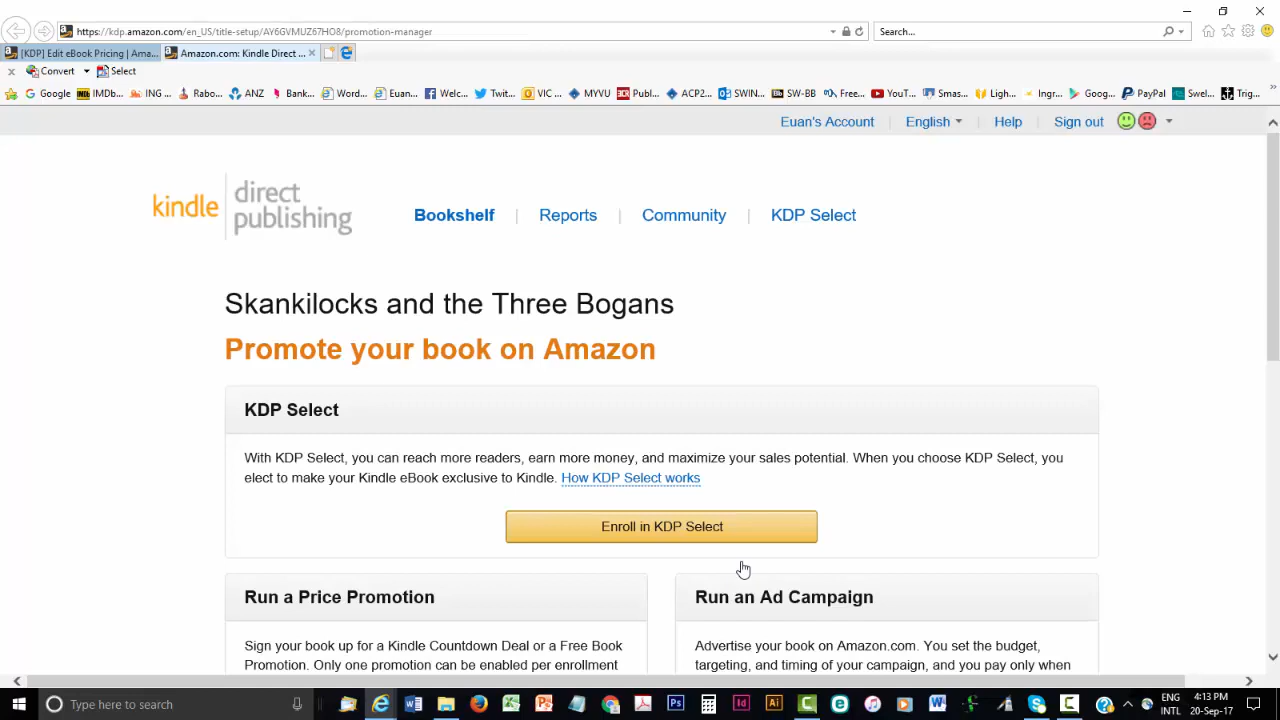 https://kdp.amazon.com/en_US/title-setup/AY6GVMUZ67HO8/promotion-manager
Search...
[KDP] Edit eBook Pricing | Ama...
Amazon.com: Kindle Direct ...
Convert
Select
Google
IMDb...
ING ...
Rabo...
ANZ
Bank...
Word...
Euan...
Welc...
Twit...
VIC ...
MYVU
Publ...
ACP2...
SWIN...
SW-BB
Free...
YouT...
Smas...
Ligh...
Ingr...
Goog...
PayPal
Swel...
Trig...
Euan's Account
English
Help
Sign out
kindle direct publishing
Bookshelf | Reports | Community | KDP Select
Skankilocks and the Three Bogans
Promote your book on Amazon
KDP Select
With KDP Select, you can reach more readers, earn more money, and maximize your sales potential. When you choose KDP Select, you
elect to make your Kindle eBook exclusive to Kindle. How KDP Select works
Enroll in KDP Select
Run a Price Promotion
Sign your book up for a Kindle Countdown Deal or a Free Book
Promotion. Only one promotion can be enabled per enrollment
Run an Ad Campaign
Advertise your book on Amazon.com. You set the budget,
targeting, and timing of your campaign, and you pay only when
Type here to search
ENG
INTL
4:13 PM
20-Sep-17